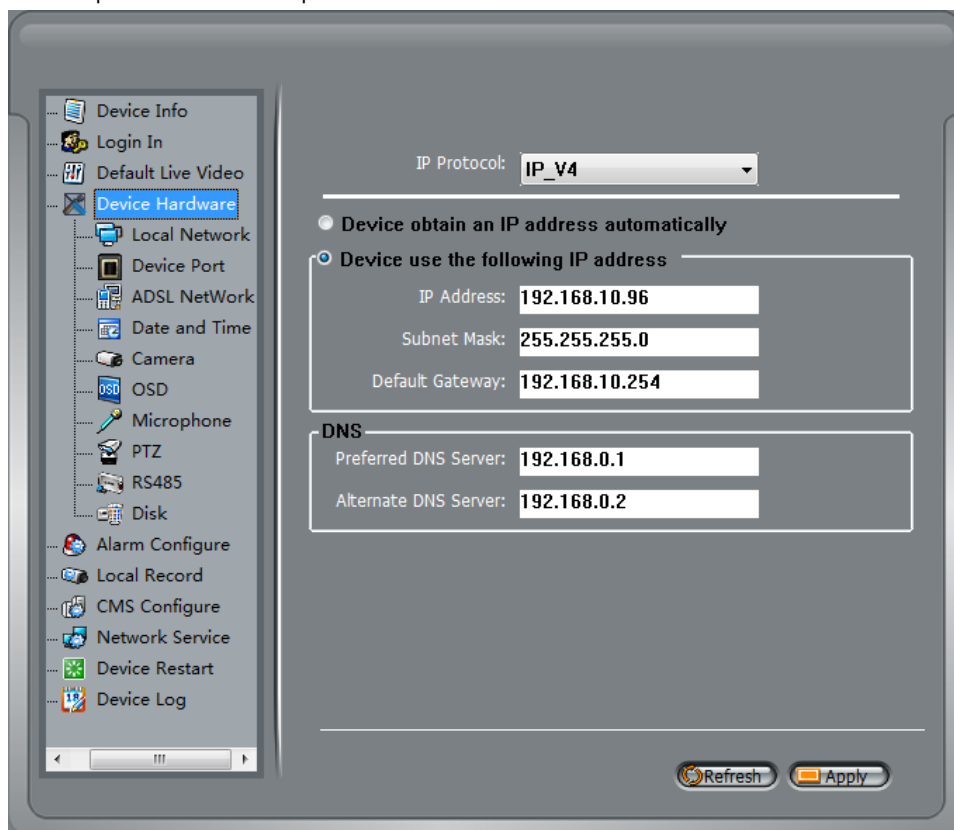 Device Info
Login In
Default Live Video
Device Hardware
Local Network
Device Port
ADSL NetWork
Date and Time
Camera
OSD
OSD
Microphone
PTZ
RS485
Disk
Alarm Configure
Local Record
CMS Configure
Network Service
Device Restart
18
Device Log
IP Protocol: IP_V4
Device obtain an IP address automatically
Device use the following IP address
IP Address: 192.168.10.96
Subnet Mask: 255.255.255.0
Default Gateway: 192.168.10.254
DNS
Preferred DNS Server: 192.168.0.1
Alternate DNS Server: 192.168.0.2
Refresh
Apply